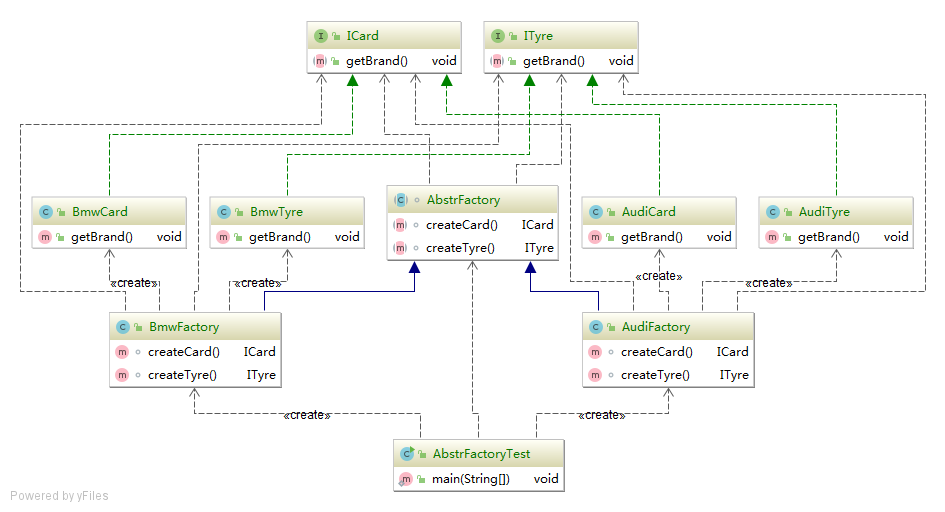 ICard
getBrand() void
ITyre
getBrand() void
BmwCard
getBrand() void
BmwTyre
getBrand() void
AbstrFactory
createCard() ICard
createTyre() ITyre
AudiCard
getBrand() void
AudiTyre
getBrand() void
«create»
«create»
«create»
«create»
BmwFactory
createCard() ICard
createTyre() ITyre
AudiFactory
createCard() ICard
createTyre() ITyre
«create»
«create»
AbstrFactoryTest
main(String[]) void
Powered by yFiles